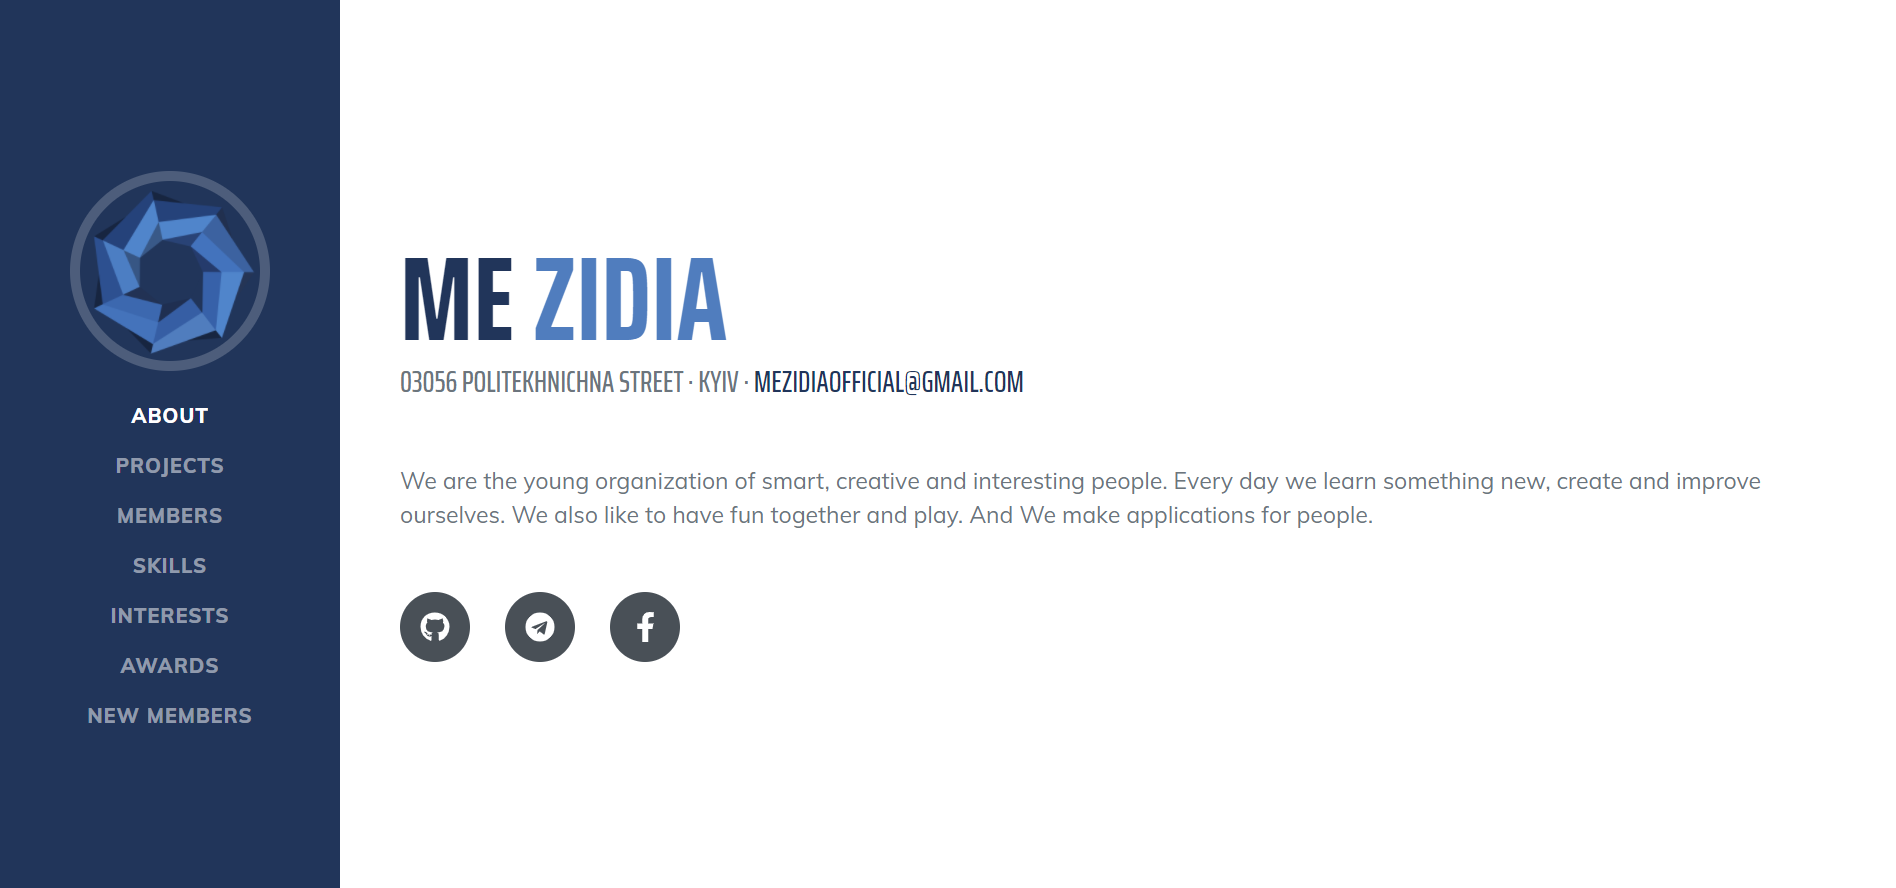 ABOUT
PROJECTS
MEMBERS
SKILLS
INTERESTS
AWARDS
NEW MEMBERS
ME ZIDIA
03056 POLITEKHNICHNA STREET · KYIV · MEZIDIAOFFICIAL@GMAIL.COM
We are the young organization of smart, creative and interesting people. Every day we learn something new, create and improve
ourselves. We also like to have fun together and play. And We make applications for people.